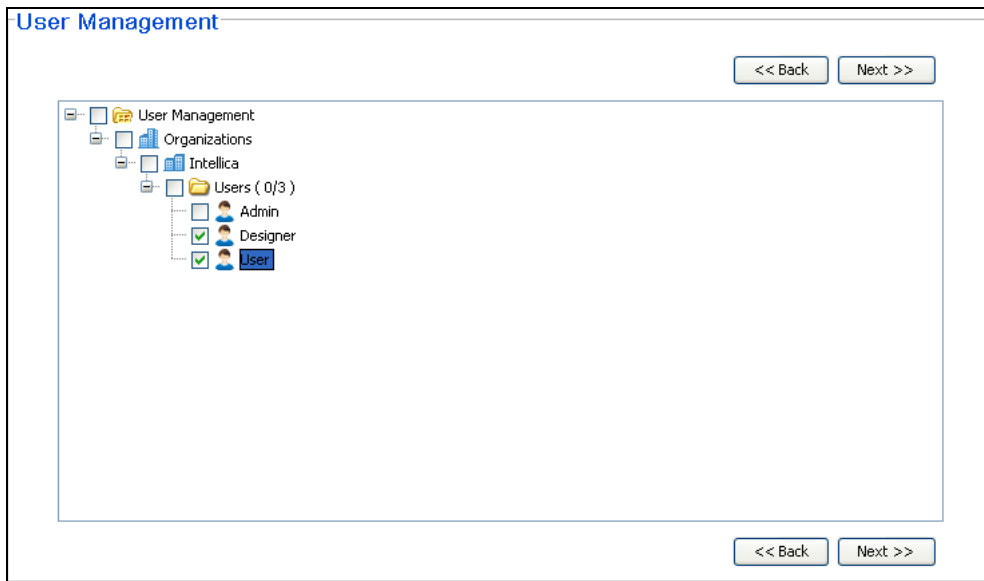 User Management
<< Back Next >>
User Management
Organizations
Intellica
Users ( 0/3 )
Admin
Designer
User
<< Back Next >>